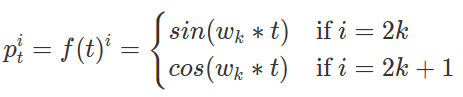 p_t^i = f(t)^i = { sin(w_k * t) if i = 2k
cos(w_k * t) if i = 2k + 1